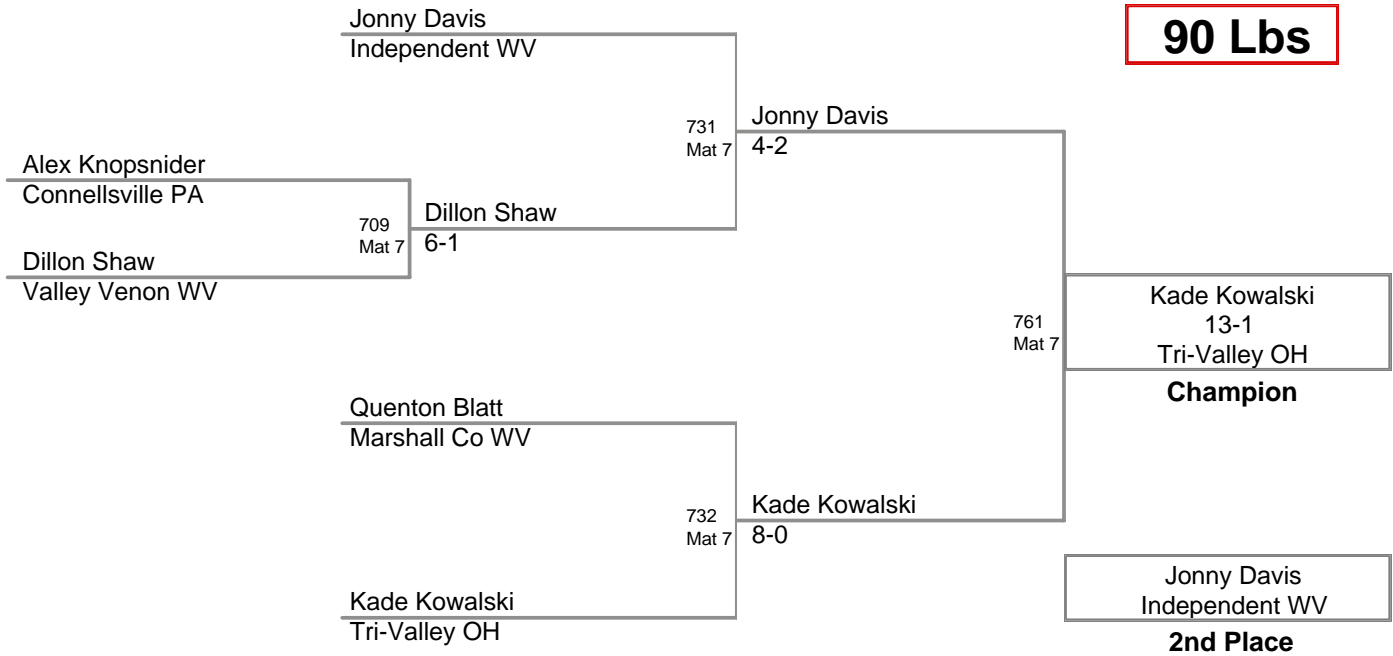 Jonny Davis
Independent WV
90 Lbs
731
Mat 7
Jonny Davis
4-2
Alex Knopsnider
Connellsville PA
709
Mat 7
Dillon Shaw
6-1
Dillon Shaw
Valley Venon WV
761
Mat 7
Kade Kowalski
13-1
Tri-Valley OH
Champion
Quenton Blatt
Marshall Co WV
732
Mat 7
Kade Kowalski
8-0
Kade Kowalski
Tri-Valley OH
Jonny Davis
Independent WV
2nd Place